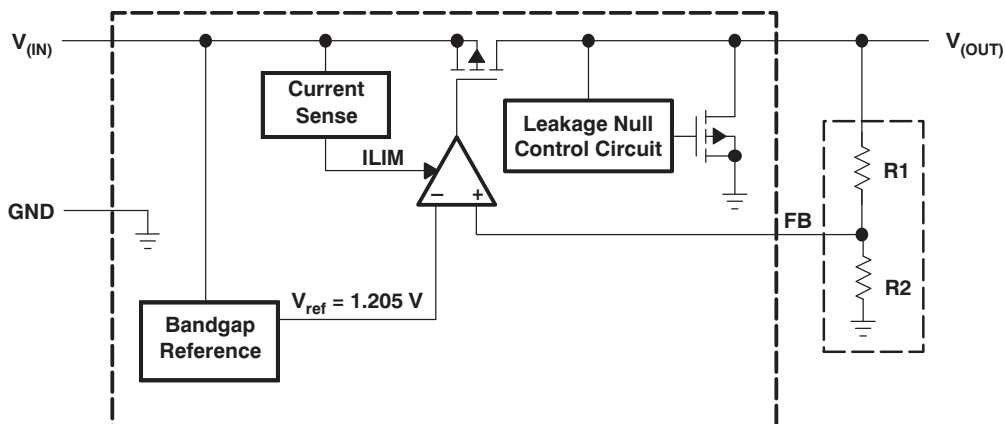 V(IN)
V(OUT)
Current
Sense
Leakage Null
Control Circuit
ILIM
R1
− +
GND
FB
R2
Vref = 1.205 V
Bandgap
Reference